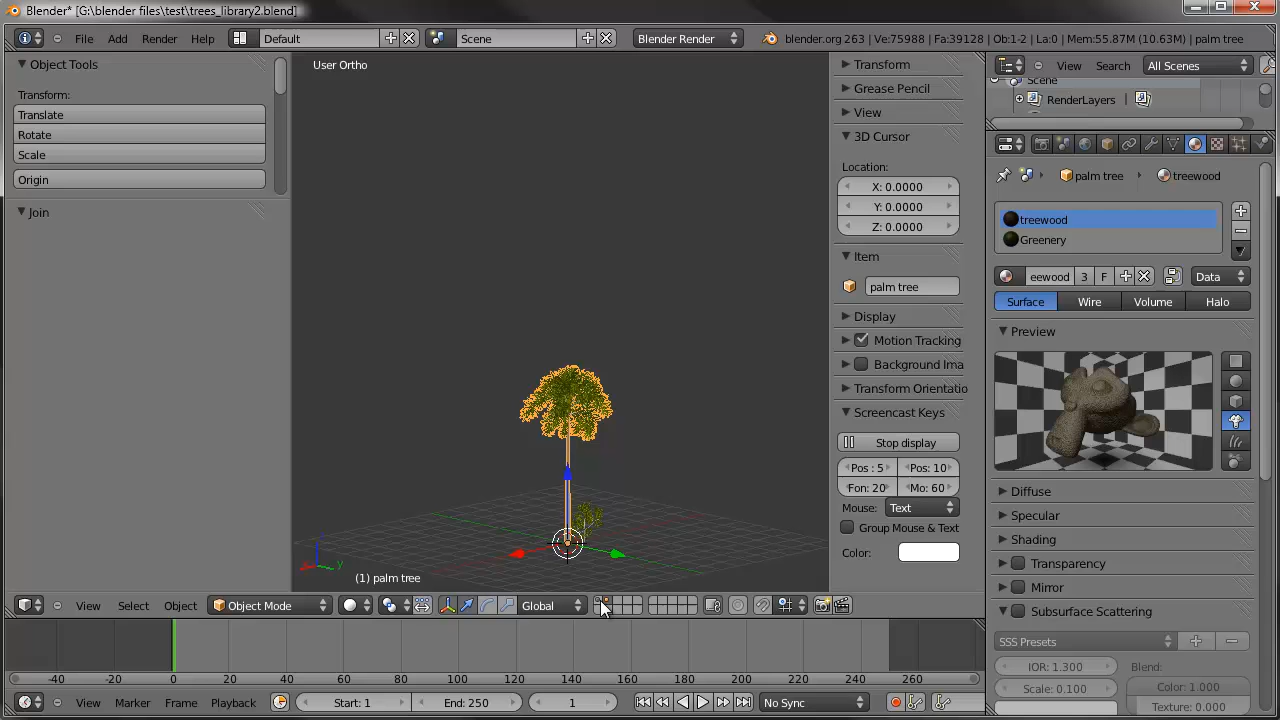 Blender* [G:\blender files\test\trees_library2.blend]
File Add Render Help Default Scene Blender Render blender.org 263 | Ve:75988 | Fa:39128 | Ob:1-2 | La:0 | Mem:55.87M (10.63M) | palm tree
Object Tools
Transform:
Translate
Rotate
Scale
Origin
Join
User Ortho
z
y
x
(1) palm tree
Transform
Grease Pencil
View
3D Cursor
Location:
X: 0.0000
Y: 0.0000
Z: 0.0000
Item
palm tree
Display
Motion Tracking
Background Ima
Transform Orientatio
Screencast Keys
Stop display
Pos : 5 Pos: 10
Fon: 20 Mo: 60
Mouse: Text
Group Mouse & Text
Color:
View Search All Scenes
Scene
RenderLayers |
palm tree treewood
treewood
Greenery
eewood 3 F Data
Surface Wire Volume Halo
Preview
Diffuse
Specular
Shading
Transparency
Mirror
Subsurface Scattering
SSS Presets
IOR: 1.300 Blend:
Scale: 0.100 Color: 1.000
Texture: 0.000
View Select Object Object Mode Global
-40 -20 0 20 40 60 80 100 120 140 160 180 200 220 240 260
View Marker Frame Playback Start: 1 End: 250 1 No Sync